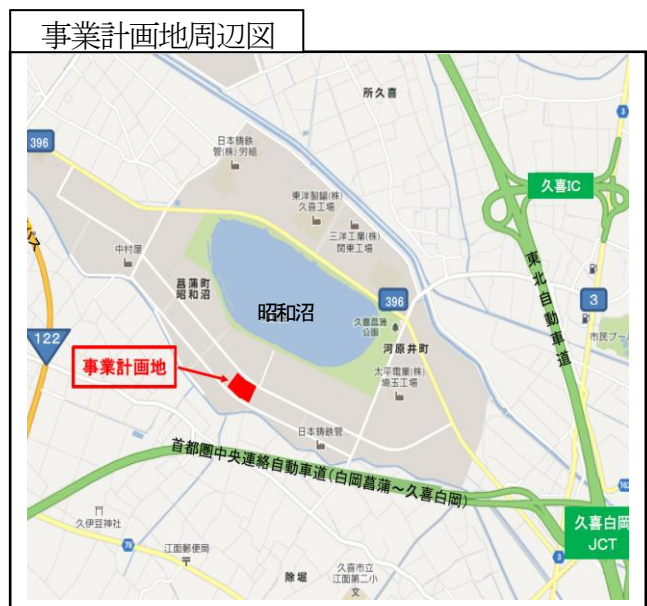 事業計画地周辺図
所久喜
3
396
日本鋳鉄
管(株)労組
久喜IC
東洋製罐(株)
久喜工場
三洋工業(株)
関東工場
バス
中村屋
東北自動車道
菖蒲町
昭和沼
昭和沼
396
3
久喜菖蒲
公園
河原井町
市民プール
122
事業計画地
太平電業(株)
埼玉工場
日本鋳鉄管
首都圏中央連絡自動車道(白岡菖蒲～久喜白岡)
162
久伊豆神社
久喜白岡
JCT
78
江面郵便局
3
除堀
久喜市立
江面第二小
文